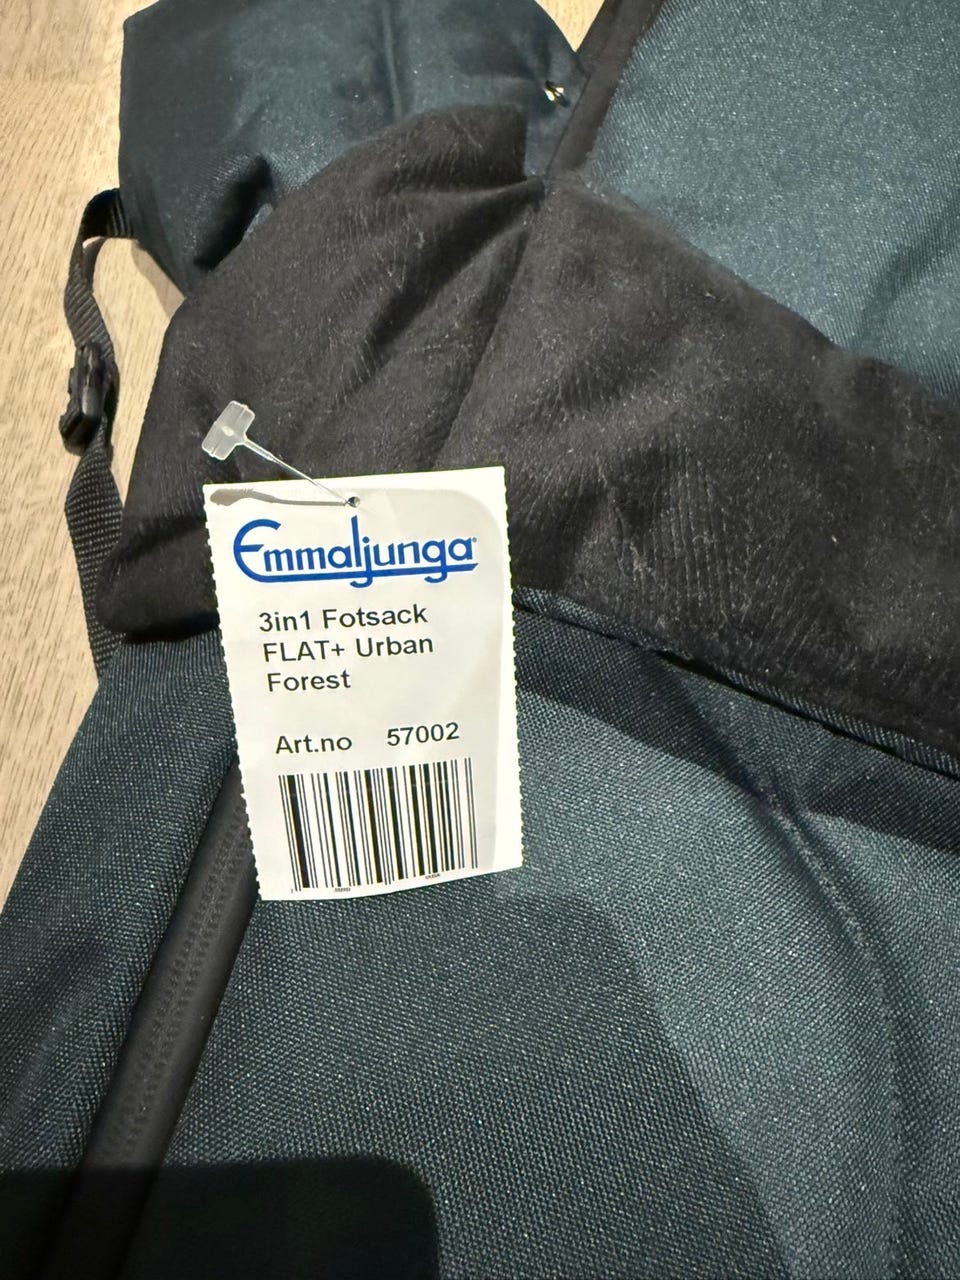 Emmaljunga
3in1 Fotsack
FLAT+ Urban
Forest
Art.no 57002